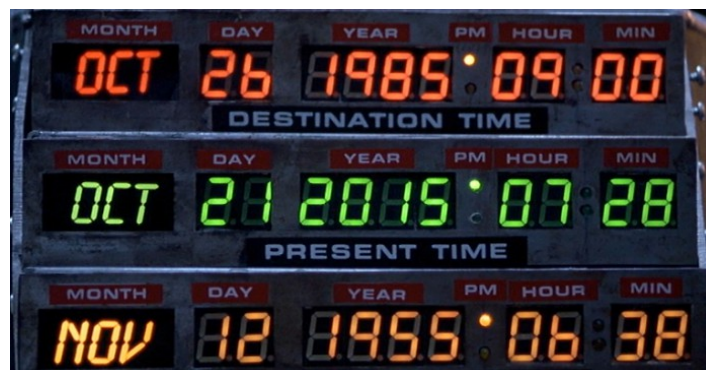 MONTH DAY YEAR PM HOUR MIN
OCT 26 1985 09 00
DESTINATION TIME
MONTH DAY YEAR PM HOUR MIN
OCT 21 2015 07 28
PRESENT TIME
MONTH DAY YEAR PM HOUR MIN
NOV 12 1955 06 38